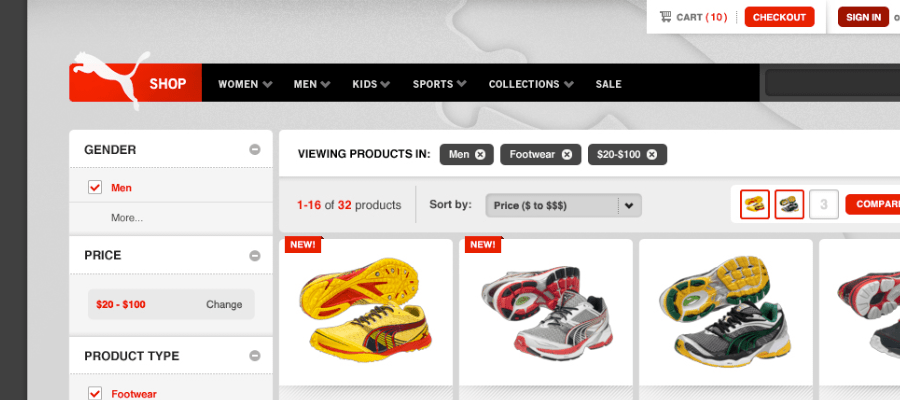 CART (10)
CHECKOUT
SIGN IN
SHOP
WOMEN
MEN
KIDS
SPORTS
COLLECTIONS
SALE
GENDER
Men
More...
PRICE
$20 - $100
Change
PRODUCT TYPE
Footwear
VIEWING PRODUCTS IN:
Men
Footwear
$20-$100
1-16 of 32 products
Sort by:
Price ($ to $$$)
3
COMPAR
NEW!
NEW!